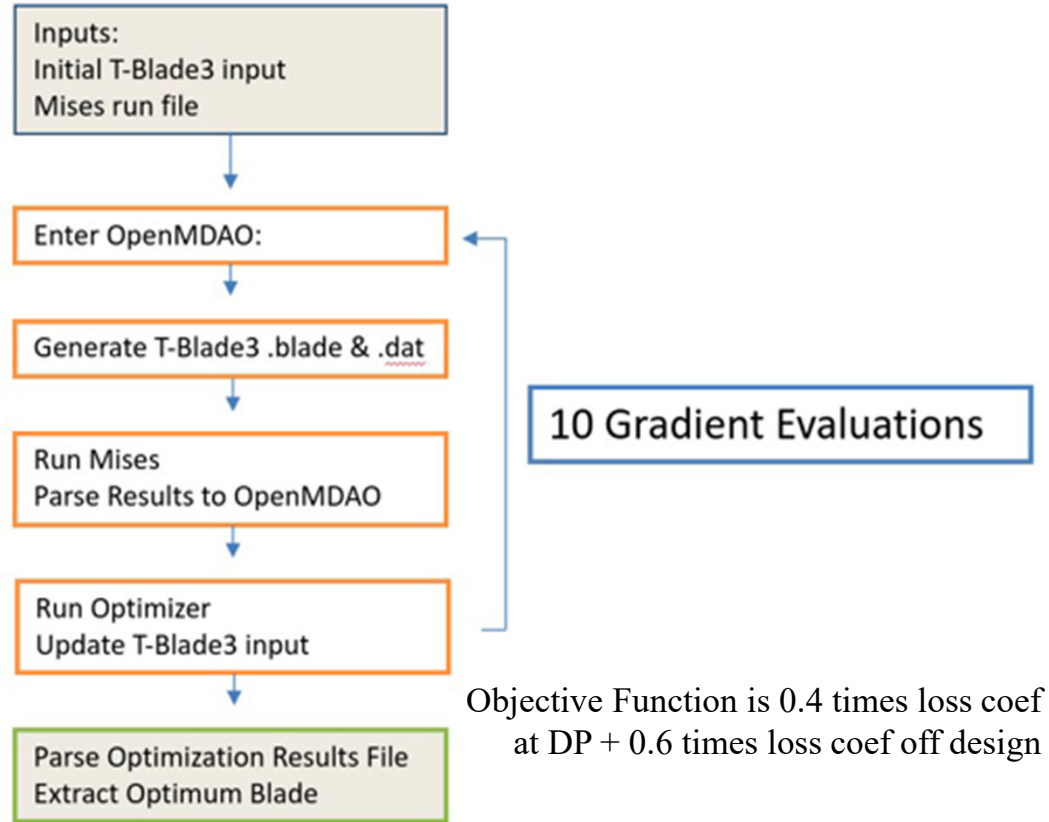 Inputs:
Initial T-Blade3 input
Mises run file
Enter OpenMDAO:
Generate T-Blade3 .blade & .dat
Run Mises
Parse Results to OpenMDAO
10 Gradient Evaluations
Run Optimizer
Update T-Blade3 input
Objective Function is 0.4 times loss coef
at DP + 0.6 times loss coef off design
Parse Optimization Results File
Extract Optimum Blade